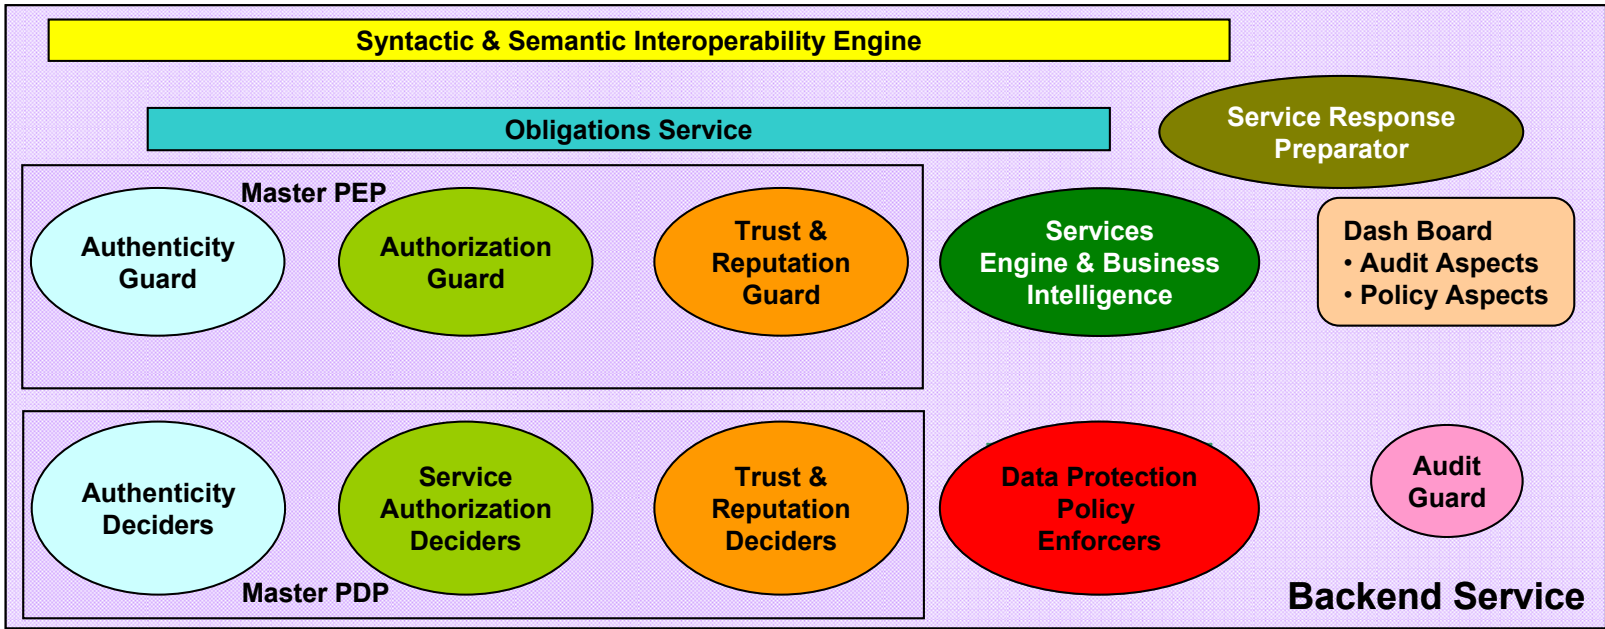 Syntactic & Semantic Interoperability Engine
Obligations Service
Service Response
Preparator
Master PEP
Authenticity
Guard
Authorization
Guard
Trust &
Reputation
Guard
Services
Engine & Business
Intelligence
Dash Board
• Audit Aspects
• Policy Aspects
Authenticity
Deciders
Service
Authorization
Deciders
Trust &
Reputation
Deciders
Data Protection
Policy
Enforcers
Audit
Guard
Master PDP
Backend Service